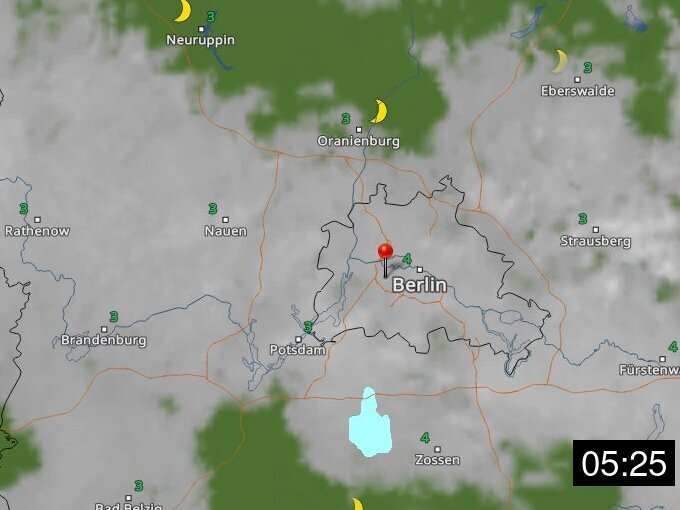 3
Neuruppin
3
Eberswalde
3
Oranienburg
3
Rathenow
3
Nauen
3
Strausberg
4
Berlin
3
Brandenburg
3
Potsdam
4
Fürstenwa
4
Zossen
05:25
3
Bad Belzig